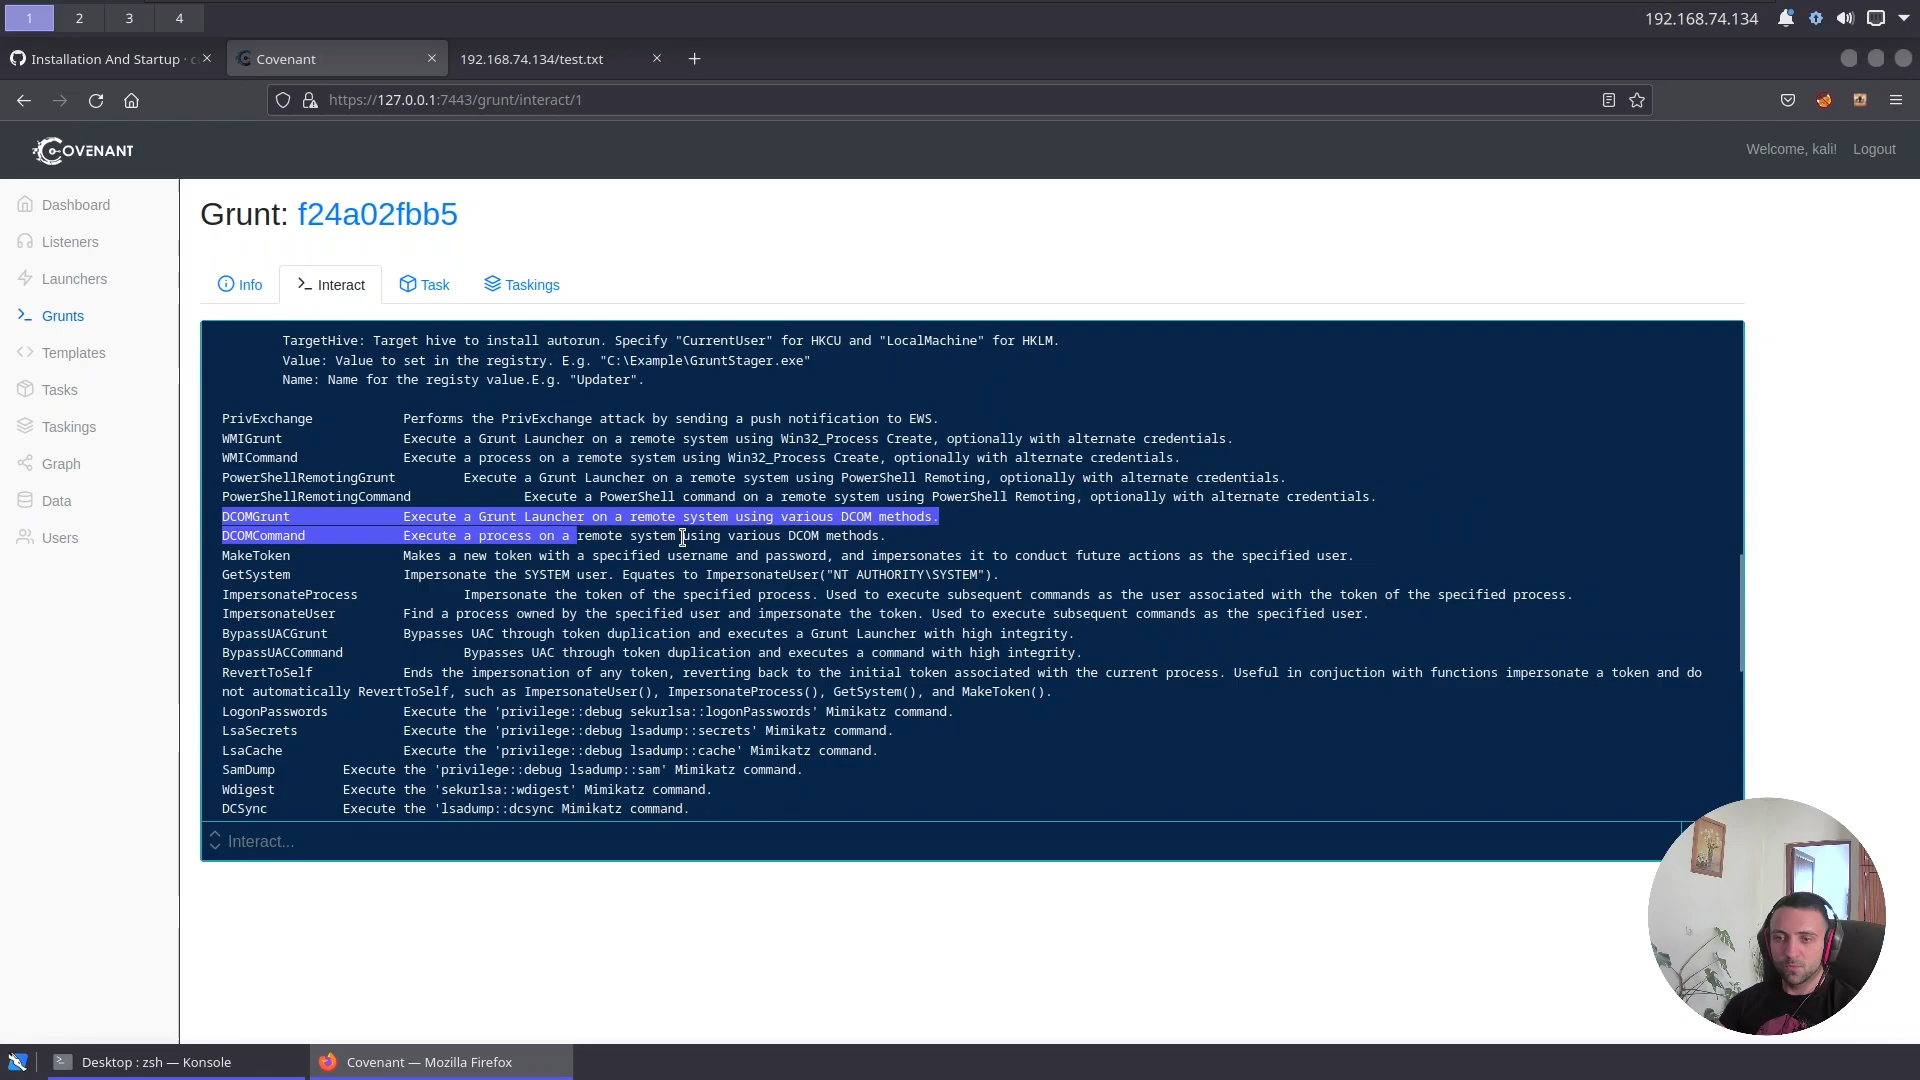 1 2 3 4 192.168.74.134
Installation And Startup · c Covenant 192.168.74.134/test.txt
https://127.0.0.1:7443/grunt/interact/1
COVENANT Welcome, kali! Logout
Dashboard
Listeners
Launchers
Grunts
Templates
Tasks
Taskings
Graph
Data
Users
Grunt: f24a02fbb5
Info Interact Task Taskings
TargetHive: Target hive to install autorun. Specify "CurrentUser" for HKCU and "LocalMachine" for HKLM.
Value: Value to set in the registry. E.g. "C:\Example\GruntStager.exe"
Name: Name for the registy value.E.g. "Updater".
PrivExchange Performs the PrivExchange attack by sending a push notification to EWS.
WMIGrunt Execute a Grunt Launcher on a remote system using Win32_Process Create, optionally with alternate credentials.
WMICommand Execute a process on a remote system using Win32_Process Create, optionally with alternate credentials.
PowerShellRemotingGrunt Execute a Grunt Launcher on a remote system using PowerShell Remoting, optionally with alternate credentials.
PowerShellRemotingCommand Execute a PowerShell command on a remote system using PowerShell Remoting, optionally with alternate credentials.
DCOMGrunt Execute a Grunt Launcher on a remote system using various DCOM methods.
DCOMCommand Execute a process on a remote system using various DCOM methods.
MakeToken Makes a new token with a specified username and password, and impersonates it to conduct future actions as the specified user.
GetSystem Impersonate the SYSTEM user. Equates to ImpersonateUser("NT AUTHORITY\SYSTEM").
ImpersonateProcess Impersonate the token of the specified process. Used to execute subsequent commands as the user associated with the token of the specified process.
ImpersonateUser Find a process owned by the specified user and impersonate the token. Used to execute subsequent commands as the specified user.
BypassUACGrunt Bypasses UAC through token duplication and executes a Grunt Launcher with high integrity.
BypassUACCommand Bypasses UAC through token duplication and executes a command with high integrity.
RevertToSelf Ends the impersonation of any token, reverting back to the initial token associated with the current process. Useful in conjuction with functions impersonate a token and do
not automatically RevertToSelf, such as ImpersonateUser(), ImpersonateProcess(), GetSystem(), and MakeToken().
LogonPasswords Execute the 'privilege::debug sekurlsa::logonPasswords' Mimikatz command.
LsaSecrets Execute the 'privilege::debug lsadump::secrets' Mimikatz command.
LsaCache Execute the 'privilege::debug lsadump::cache' Mimikatz command.
SamDump Execute the 'privilege::debug lsadump::sam' Mimikatz command.
Wdigest Execute the 'sekurlsa::wdigest' Mimikatz command.
DCSync Execute the 'lsadump::dcsync Mimikatz command.
Interact...
Desktop : zsh — Konsole Covenant — Mozilla Firefox